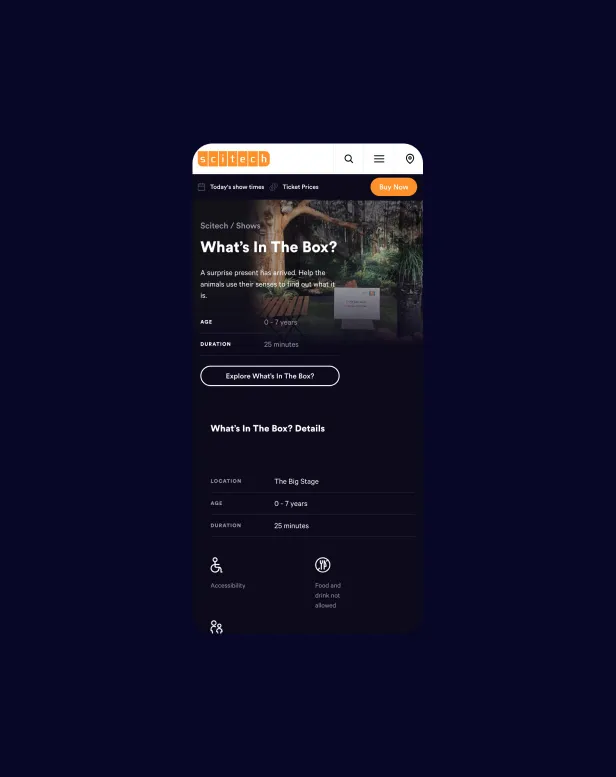 scitech
Today's show times
Ticket Prices
Buy Now
Scitech / Shows
What's In The Box?
A surprise present has arrived. Help the
animals use their senses to find out what it
is.
AGE
0 - 7 years
DURATION
25 minutes
Explore What's In The Box?
What's In The Box? Details
LOCATION
The Big Stage
AGE
0 - 7 years
DURATION
25 minutes
Accessibility
Food and
drink not
allowed